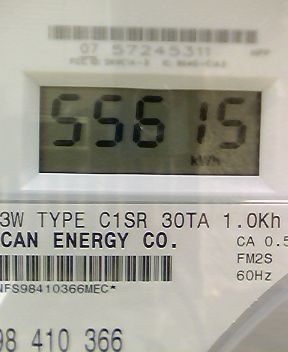 07 57245311
55615
kWh
3W TYPE C1SR 30TA 1.0Kh
CAN ENERGY CO.
CA 0.5
FM2S
60Hz
NFS98410366MEC*
98 410 366